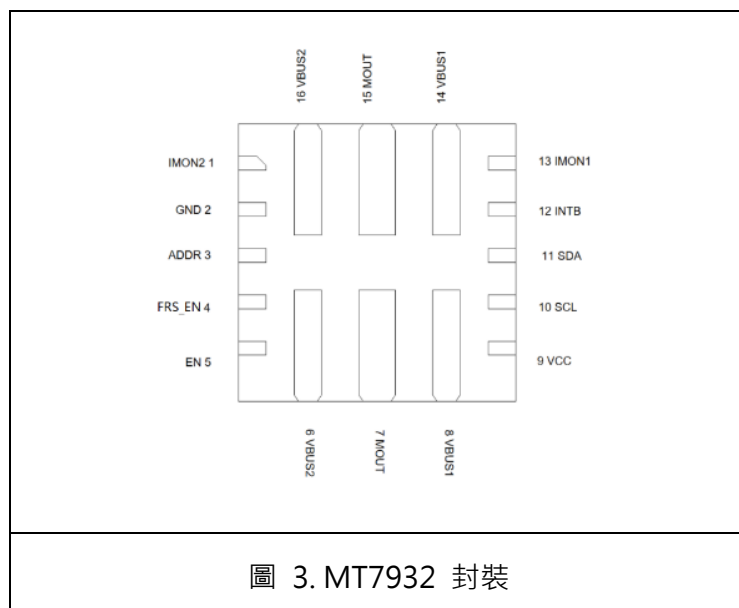 16 VBUS2
15 MOUT
14 VBUS1
IMON2 1
13 IMON1
GND 2
12 INTB
ADDR 3
11 SDA
FRS_EN 4
10 SCL
EN 5
9 VCC
6 VBUS2
7 MOUT
8 VBUS1
圖 3. MT7932 封裝